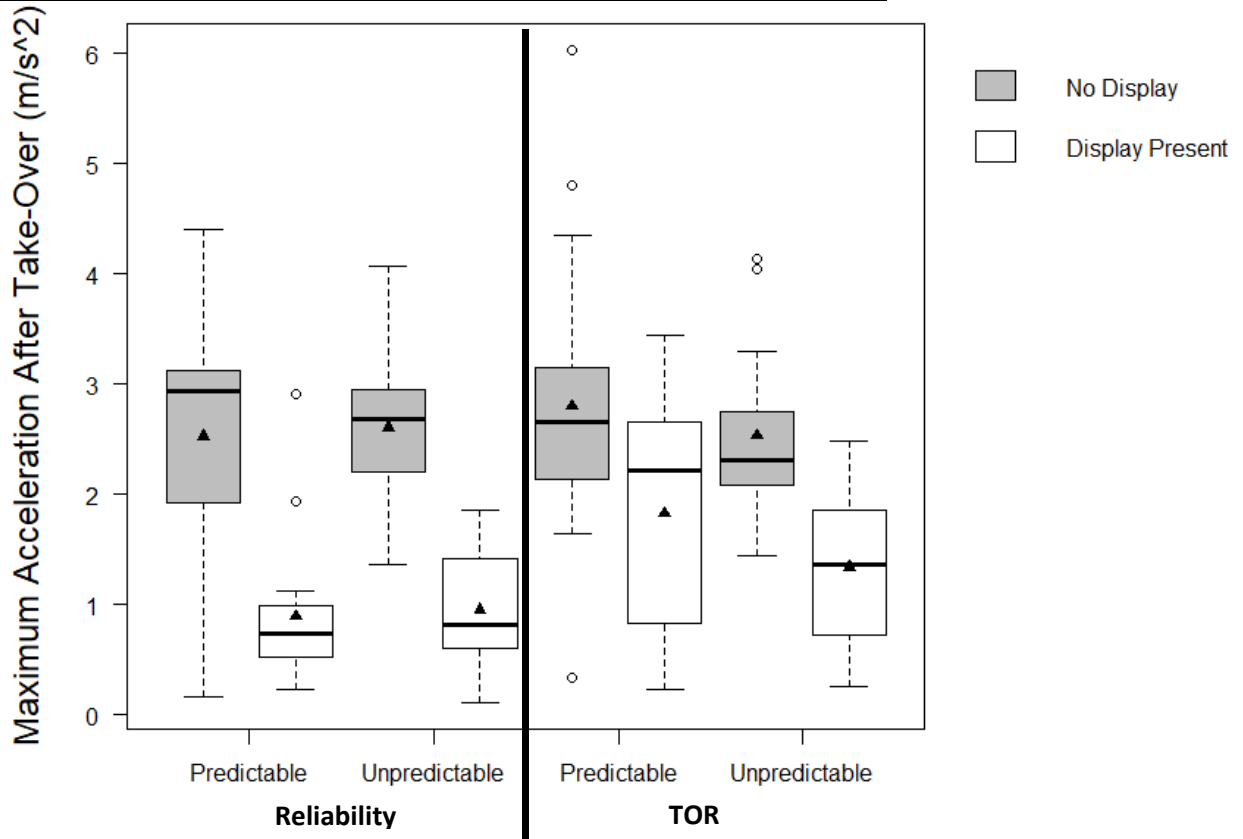 Maximum Acceleration After Take-Over (m/s^2)
6
5
4
3
2
1
0
No Display
Display Present
Predictable Unpredictable Predictable Unpredictable
Reliability TOR